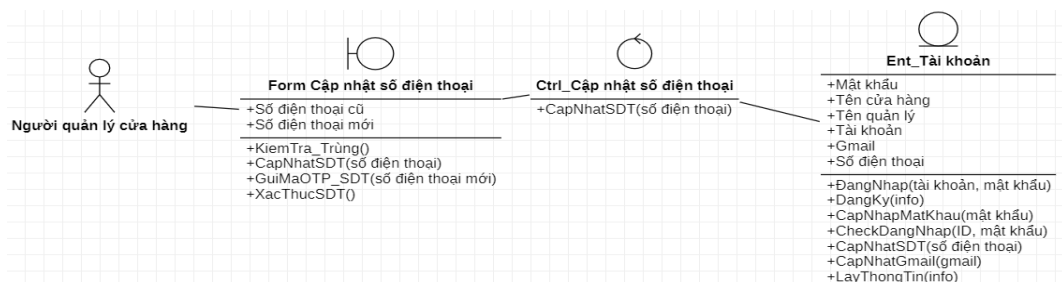 Người quản lý cửa hàng
Form Cập nhật số điện thoại
+Số điện thoại cũ
+Số điện thoại mới
+KiemTra_Trùng()
+CapNhatSDT(số điện thoại)
+GuiMaOTP_SDT(số điện thoại mới)
+XacThucSDT()
Ctrl_Cập nhật số điện thoại
+CapNhatSDT(số điện thoại)
Ent_Tài khoản
+Mật khẩu
+Tên cửa hàng
+Tên quản lý
+Tài khoản
+Gmail
+Số điện thoại
+ĐangNhap(tài khoản, mật khẩu)
+DangKy(info)
+CapNhapMatKhau(mật khẩu)
+CheckDangNhap(ID, mật khẩu)
+CapNhatSDT(số điện thoại)
+CapNhatGmail(gmail)
+LayThongTin(info)